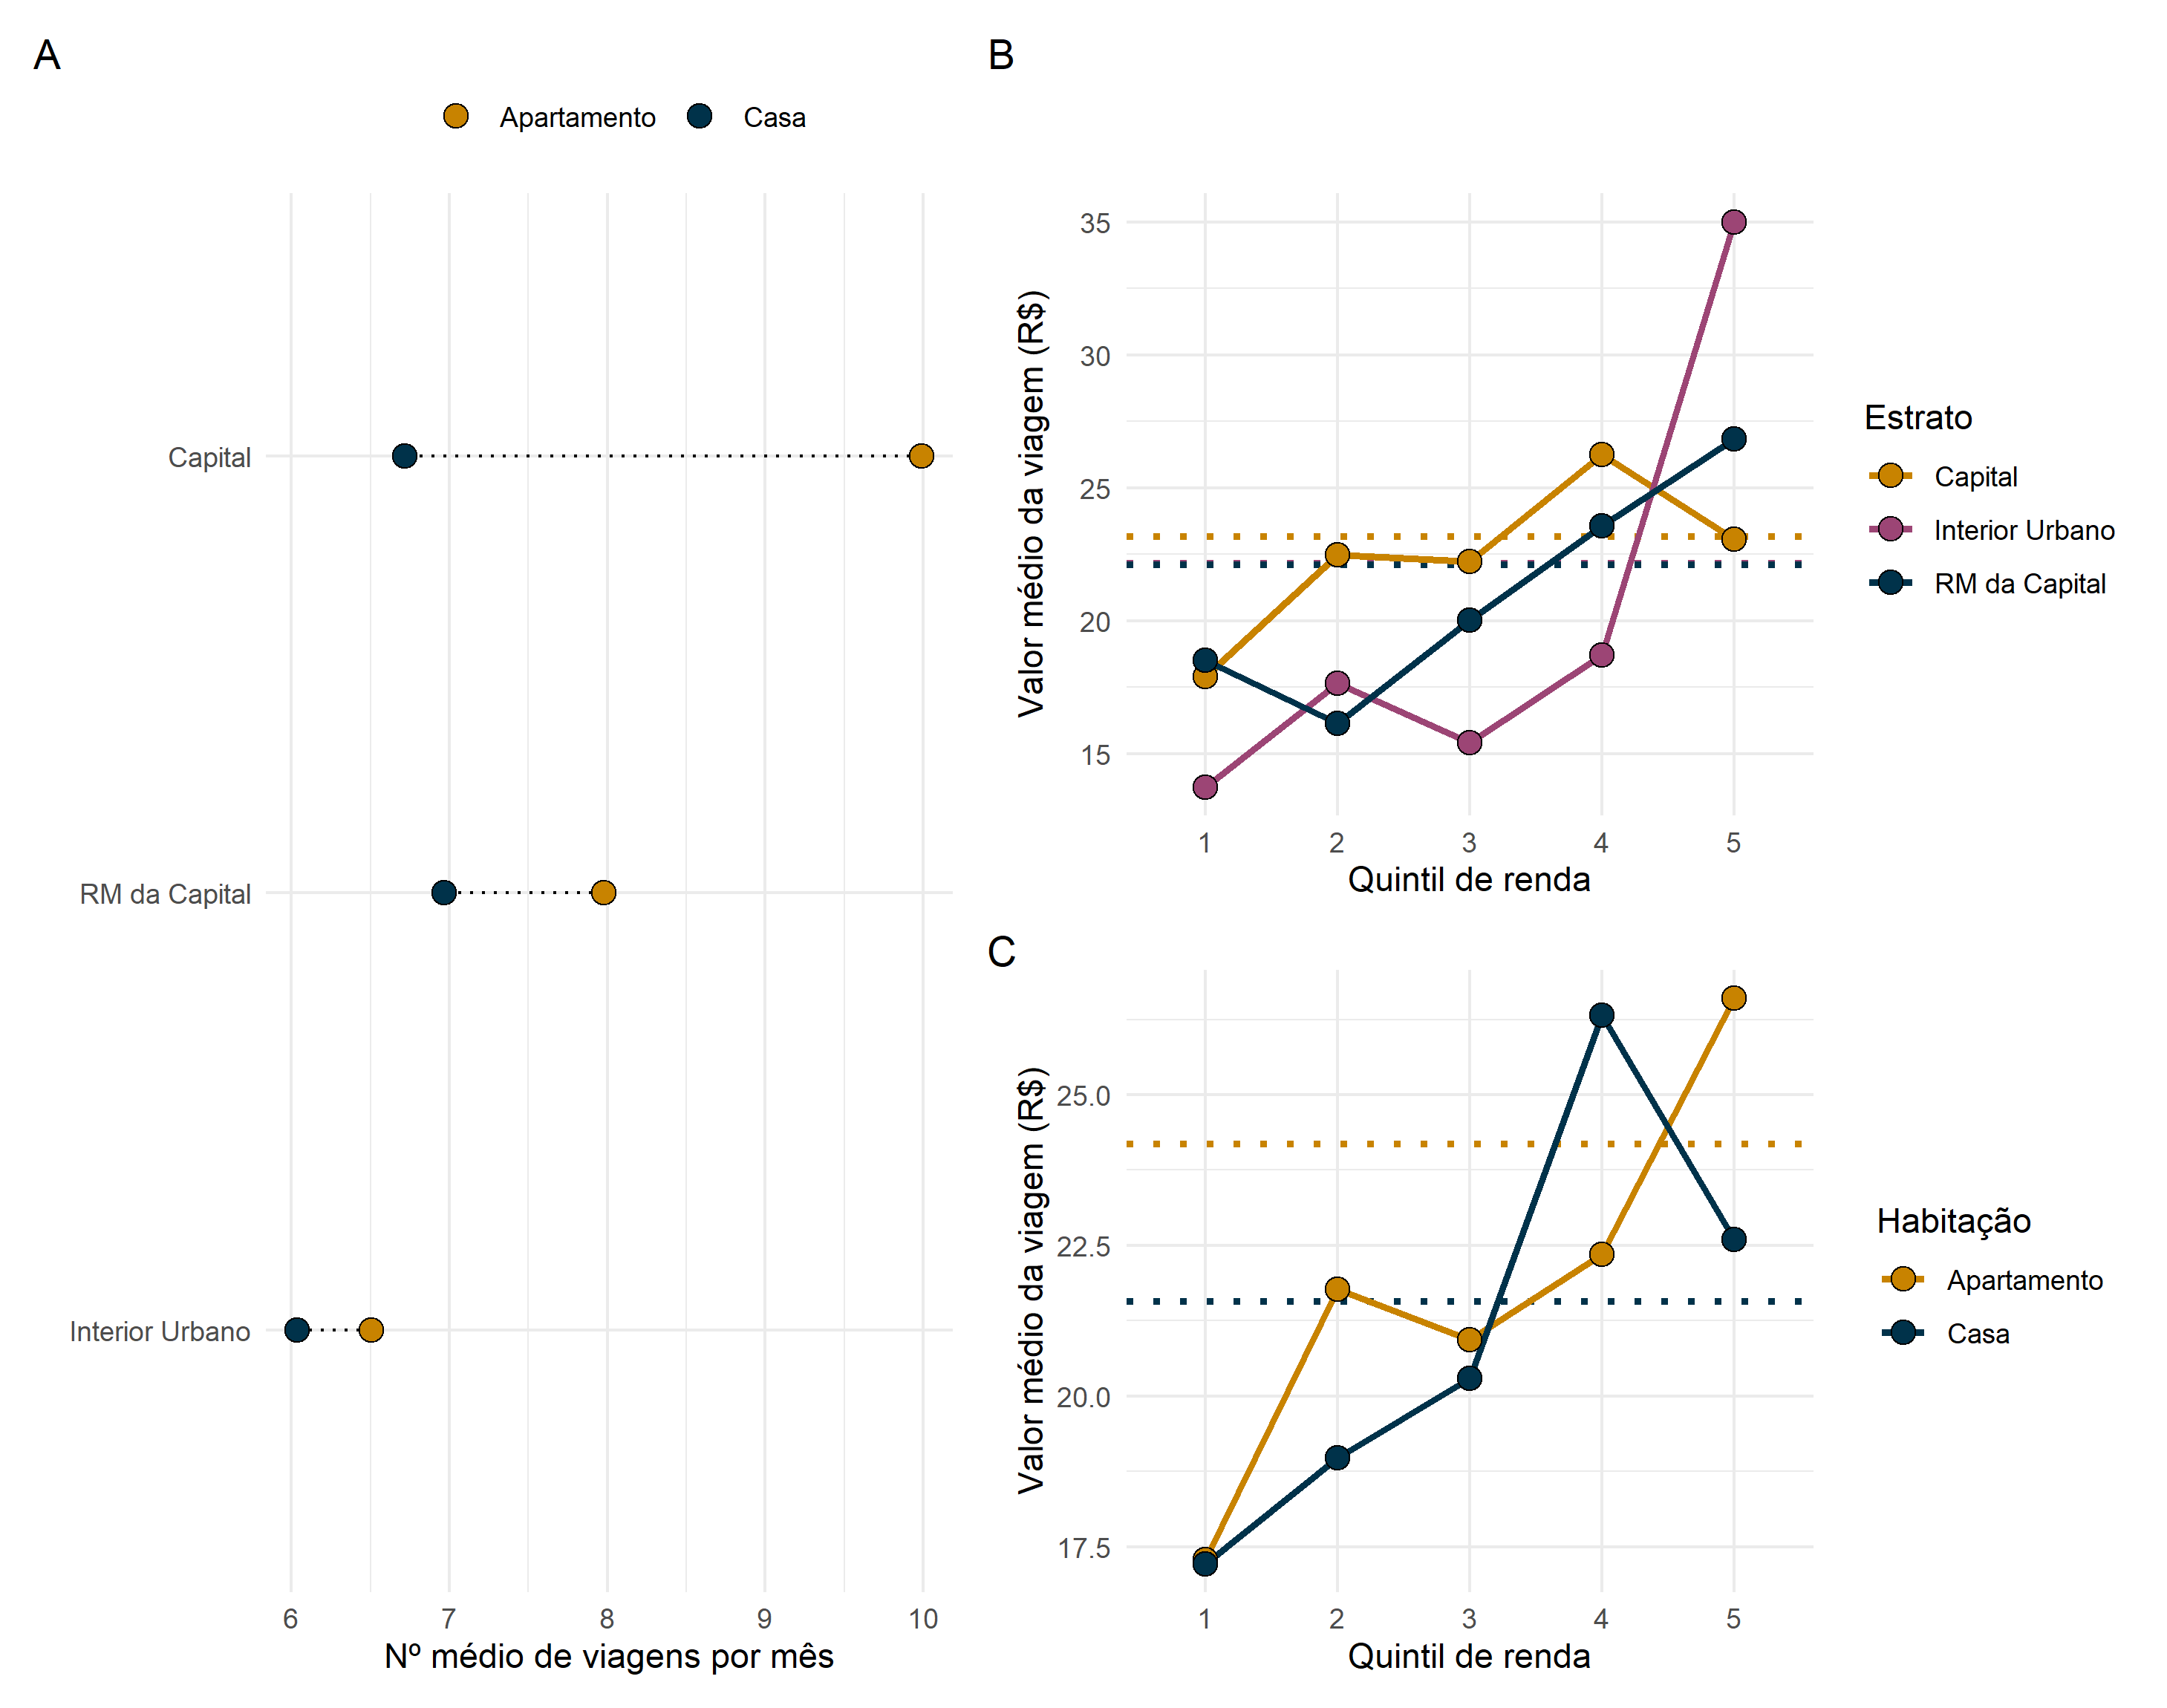 A
Apartamento
Casa
Capital
RM da Capital
Interior Urbano
6 7 8 9 10
Nº médio de viagens por mês
B
Valor médio da viagem (R$)
35
30
25
20
15
1 2 3 4 5
Quintil de renda
Estrato
Capital
Interior Urbano
RM da Capital
C
Valor médio da viagem (R$)
25.0
22.5
20.0
17.5
1 2 3 4 5
Quintil de renda
Habitação
Apartamento
Casa